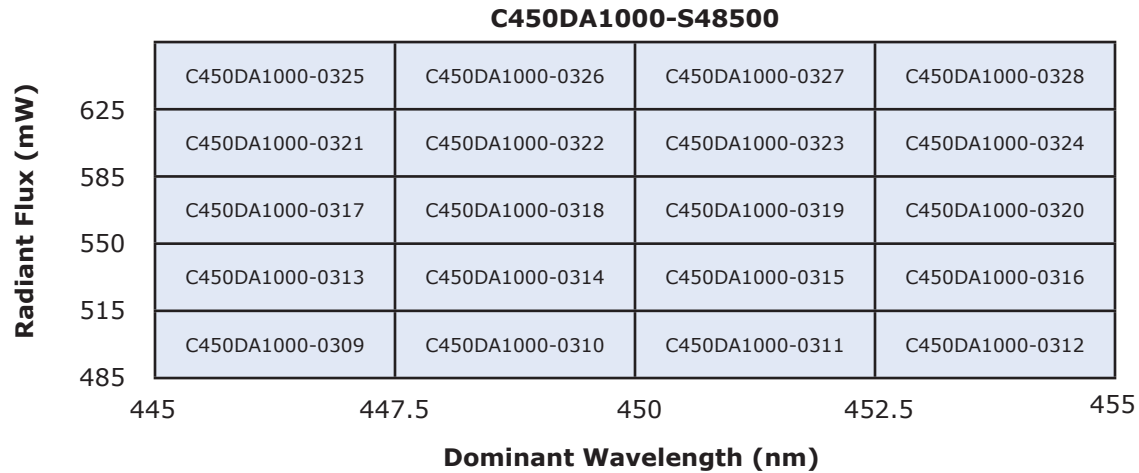 C450DA1000-S48500
Radiant Flux (mW)
C450DA1000-0325 C450DA1000-0326 C450DA1000-0327 C450DA1000-0328
625
C450DA1000-0321 C450DA1000-0322 C450DA1000-0323 C450DA1000-0324
585
C450DA1000-0317 C450DA1000-0318 C450DA1000-0319 C450DA1000-0320
550
C450DA1000-0313 C450DA1000-0314 C450DA1000-0315 C450DA1000-0316
515
C450DA1000-0309 C450DA1000-0310 C450DA1000-0311 C450DA1000-0312
485
445 447.5 450 452.5 455
Dominant Wavelength (nm)